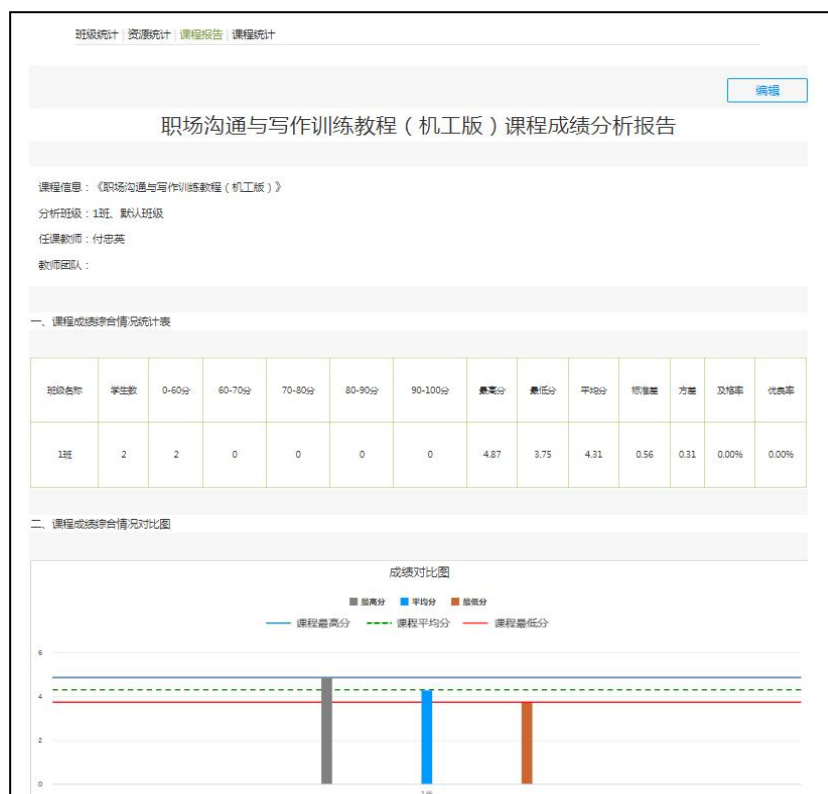 班级统计 | 资源统计 | 课程报告 | 课程统计
编辑
职场沟通与写作训练教程（机工版）课程成绩分析报告
课程信息：《职场沟通与写作训练教程（机工版）》
分析班级：1班、默认班级
任课教师：付忠英
教师团队：
一、课程成绩综合情况统计表
班级名称 学生数 0-60分 60-70分 70-80分 80-90分 90-100分 最高分 最低分 平均分 标准差 方差 及格率 优良率
1班 2 2 0 0 0 0 4.87 3.75 4.31 0.56 0.31 0.00% 0.00%
二、课程成绩综合情况对比图
成绩对比图
最高分 平均分 最低分
课程最高分 课程平均分 课程最低分
6
4
2
0
1班